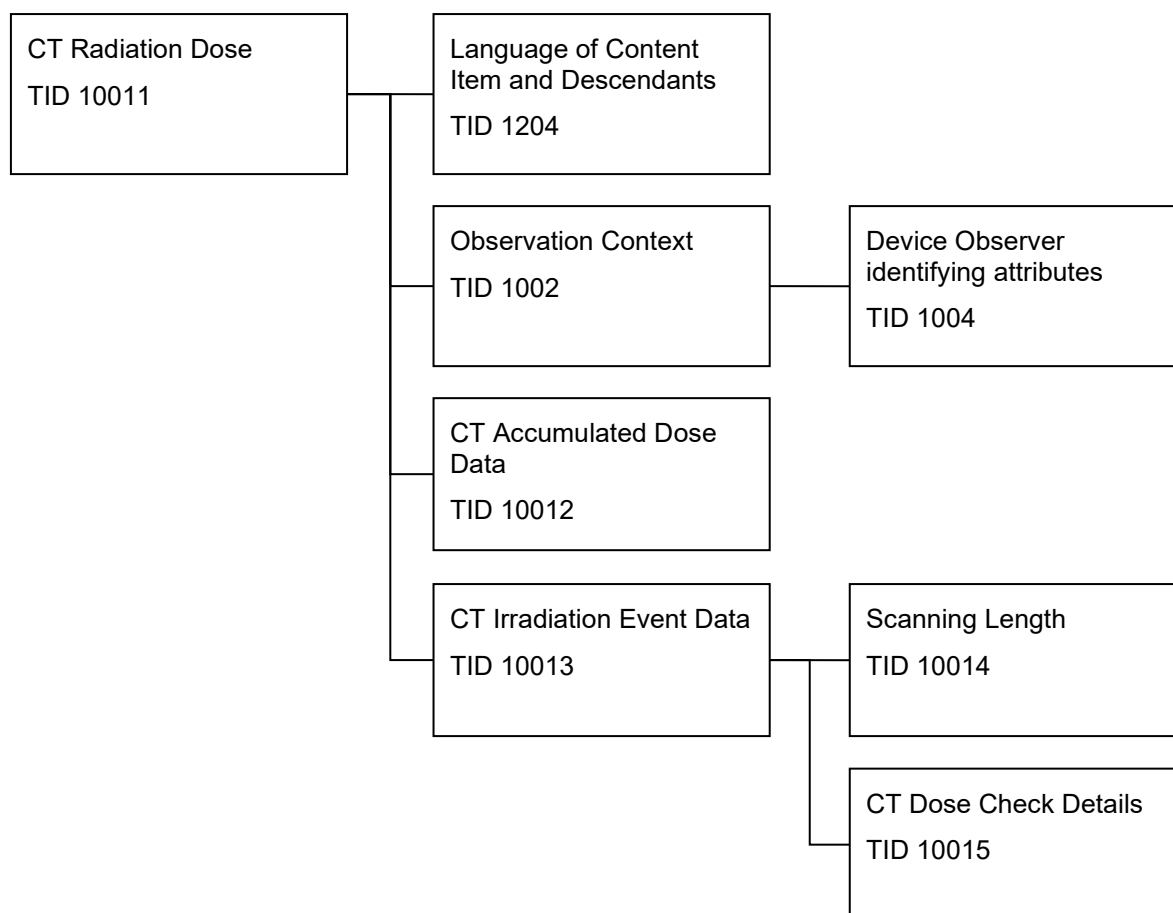 CT Radiation Dose
TID 10011
Language of Content
Item and Descendants
TID 1204
Observation Context
TID 1002
Device Observer
identifying attributes
TID 1004
CT Accumulated Dose
Data
TID 10012
CT Irradiation Event Data
TID 10013
Scanning Length
TID 10014
CT Dose Check Details
TID 10015